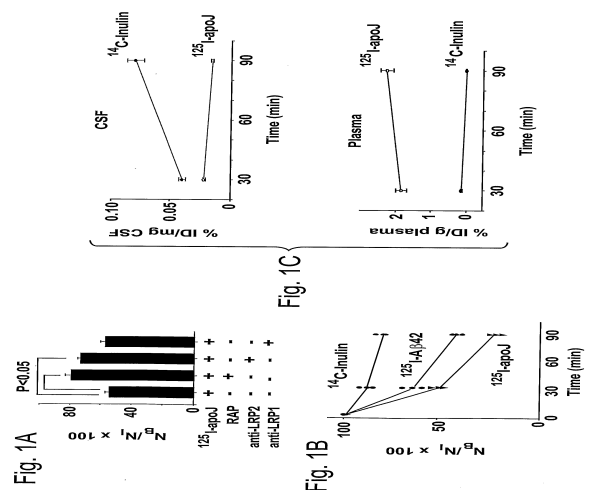 Fig. 1A
P<0.05
N_B/N_I × 100
80
40
0
125I-apoJ + + + +
RAP - + - -
anti-LRP2 - - + -
anti-LRP1 - - - +
Fig. 1B
N_B/N_I × 100
100
50
0
14C-Inulin
125I-Aβ42
125I-apoJ
0 30 60 90
Time (min)
Fig. 1C
CSF
% ID/mg CSF
0.10
0.05
0
14C-Inulin
125I-apoJ
30 60 90
Time (min)
Plasma
% ID/g plasma
2
1
0
125I-apoJ
14C-Inulin
30 60 90
Time (min)